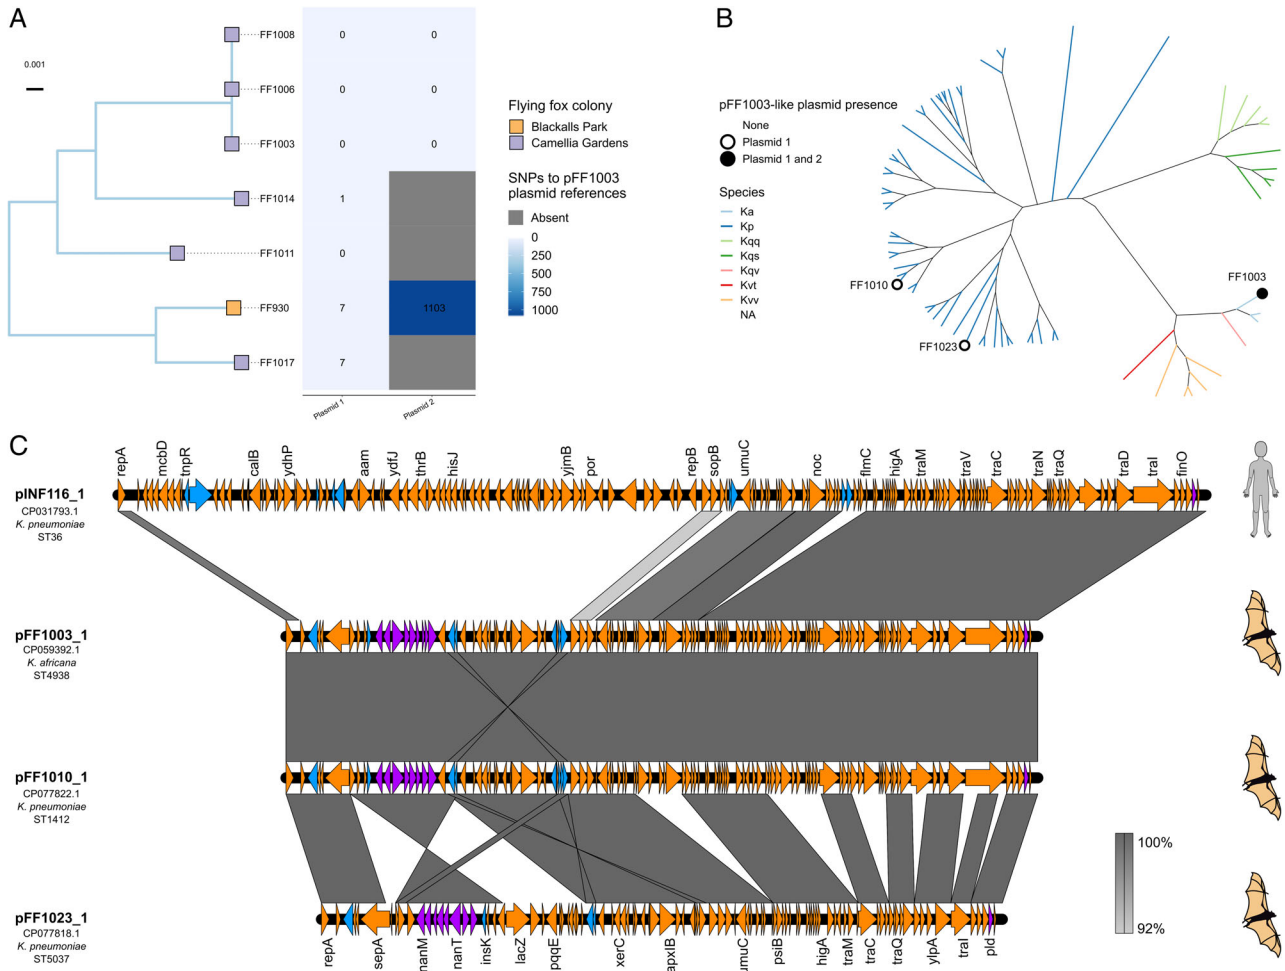 A
0.001
FF1008
0
0
FF1006
0
0
FF1003
0
0
FF1014
1
FF1011
0
FF930
7
1103
FF1017
7
Plasmid 1
Plasmid 2
Flying fox colony
Blackalls Park
Camellia Gardens
SNPs to pFF1003
plasmid references
Absent
0
250
500
750
1000
B
pFF1003-like plasmid presence
None
Plasmid 1
Plasmid 1 and 2
Species
Ka
Kp
Kqq
Kqs
Kqv
Kvt
Kvv
NA
FF1010
FF1023
FF1003
C
repA mcbD tnpR calB ydhP aam ydfJ thrB hisJ yjmB por repB sopB umuC noc flmC higA traM traV traC traN traQ traD traI finO
pINF116_1
CP031793.1
K. pneumoniae
ST36
pFF1003_1
CP059392.1
K. africana
ST4938
pFF1010_1
CP077822.1
K. pneumoniae
ST1412
100%
92%
pFF1023_1
CP077818.1
K. pneumoniae
ST5037
repA sepA nanM nanT insK lacZ pqqE xerC apxIB umuC psiB higA traM traC traQ ylpA traI pld